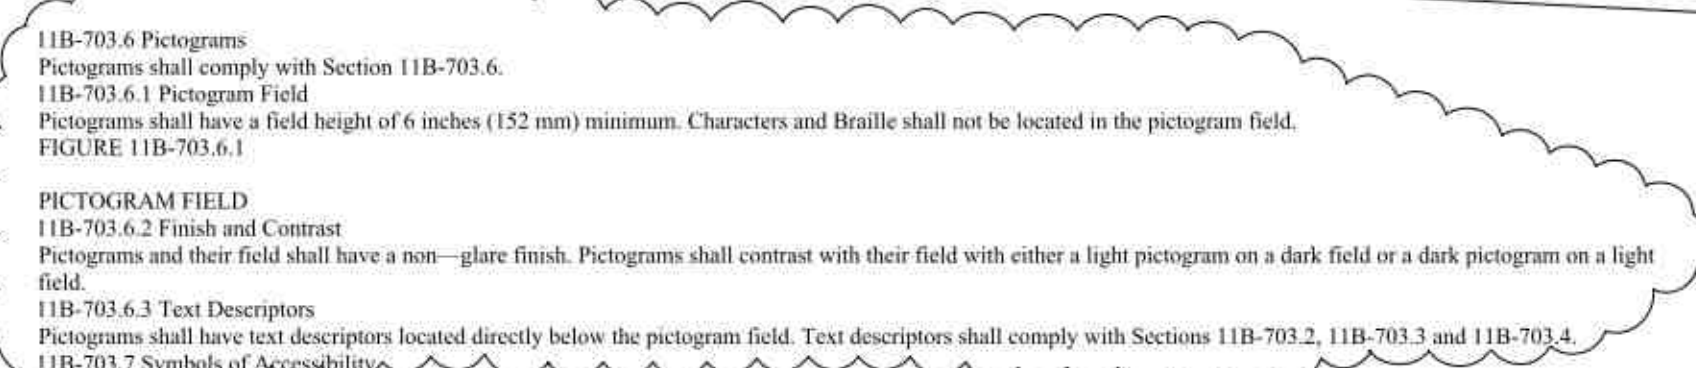 11B-703.6 Pictograms
Pictograms shall comply with Section 11B-703.6.
11B-703.6.1 Pictogram Field
Pictograms shall have a field height of 6 inches (152 mm) minimum. Characters and Braille shall not be located in the pictogram field.
FIGURE 11B-703.6.1
PICTOGRAM FIELD
11B-703.6.2 Finish and Contrast
Pictograms and their field shall have a non—glare finish. Pictograms shall contrast with their field with either a light pictogram on a dark field or a dark pictogram on a light
field.
11B-703.6.3 Text Descriptors
Pictograms shall have text descriptors located directly below the pictogram field. Text descriptors shall comply with Sections 11B-703.2, 11B-703.3 and 11B-703.4.
11B-703.7 Symbols of Accessibility